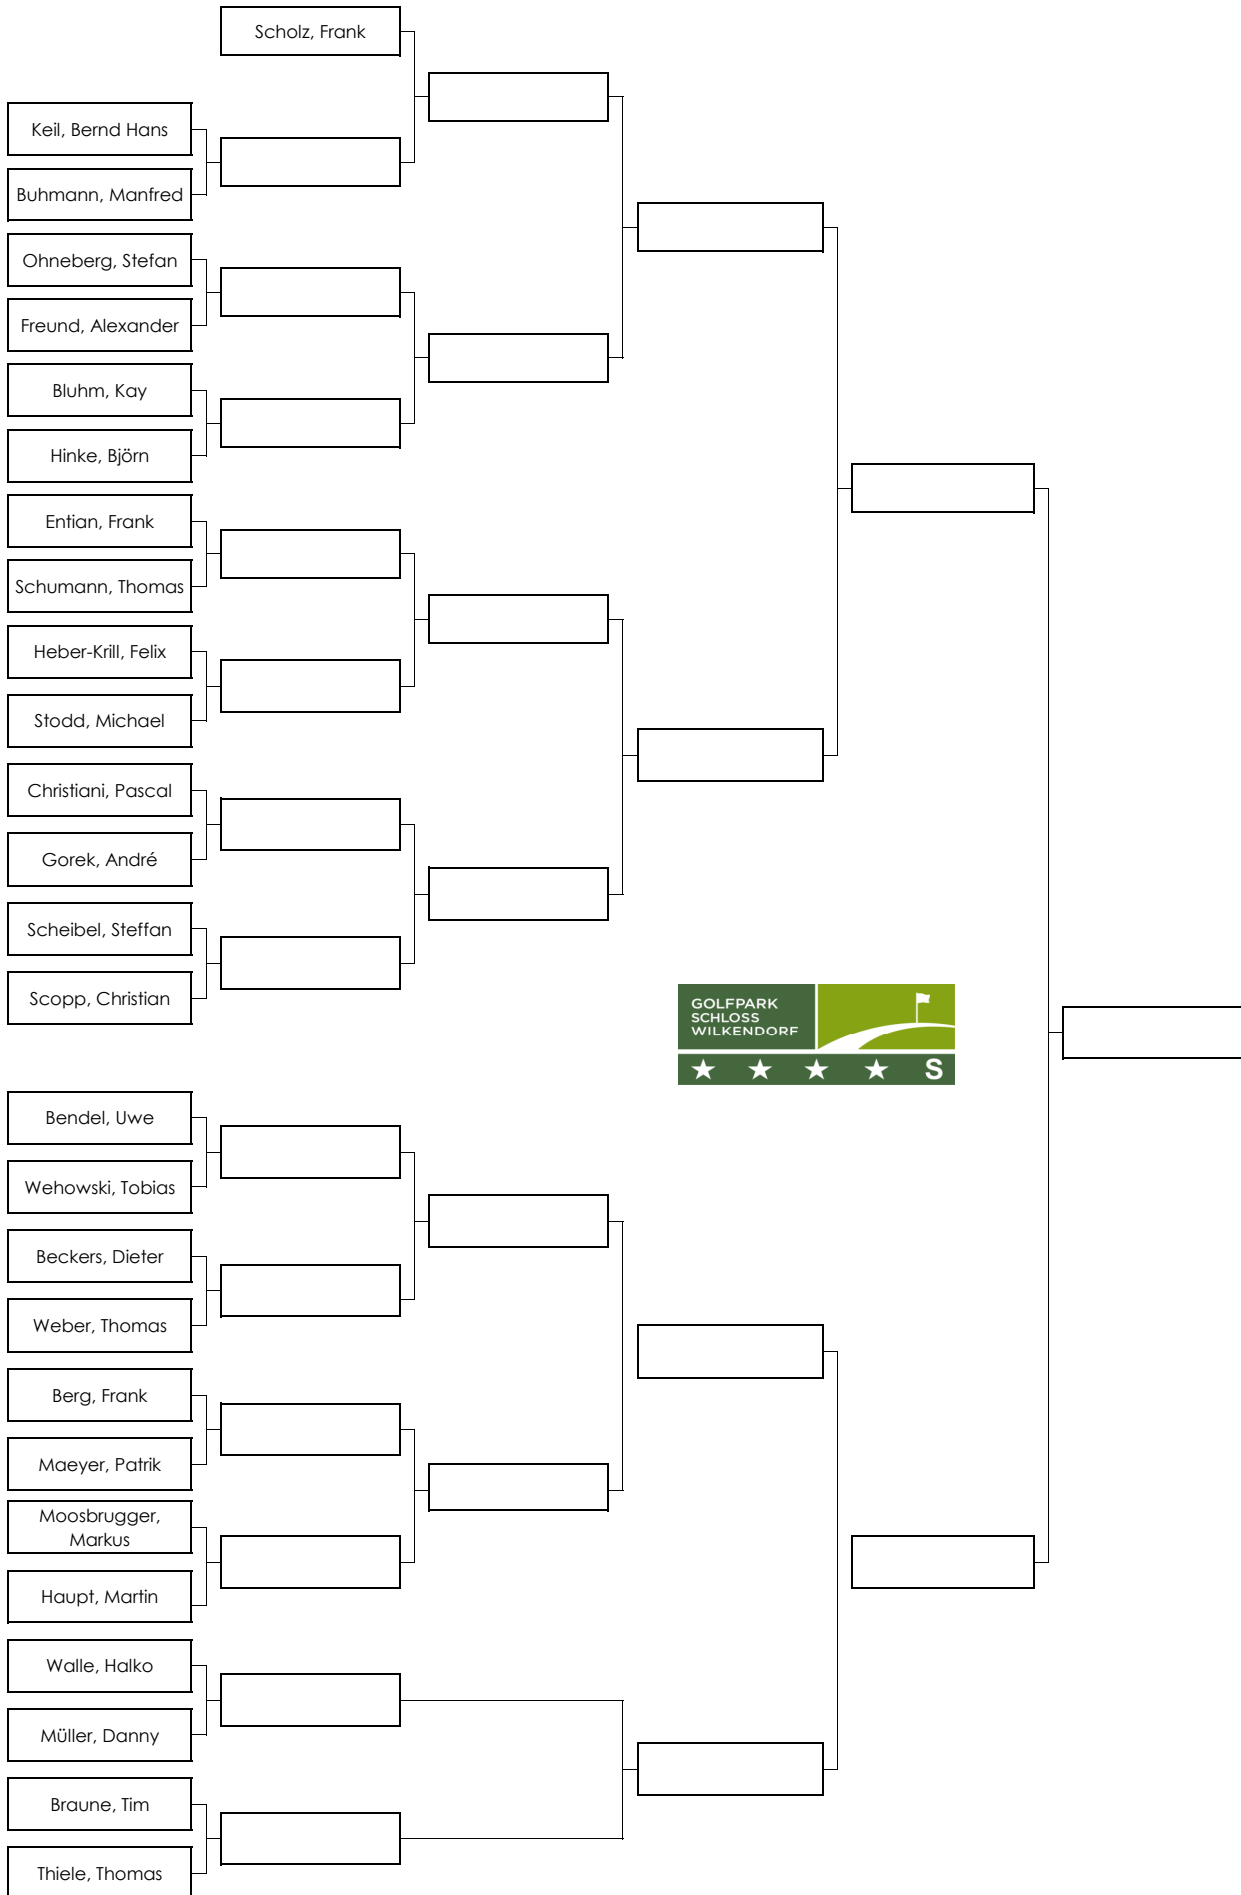 Scholz, Frank
Keil, Bernd Hans
Buhmann, Manfred
Ohneberg, Stefan
Freund, Alexander
Bluhm, Kay
Hinke, Björn
Entian, Frank
Schumann, Thomas
Heber-Krill, Felix
Stodd, Michael
Christiani, Pascal
Gorek, André
Scheibel, Steffan
Scopp, Christian
GOLFPARK
SCHLOSS
WILKENDORF
★ ★ ★ ★ S
Bendel, Uwe
Wehowski, Tobias
Beckers, Dieter
Weber, Thomas
Berg, Frank
Maeyer, Patrik
Moosbrugger,
Markus
Haupt, Martin
Walle, Halko
Müller, Danny
Braune, Tim
Thiele, Thomas